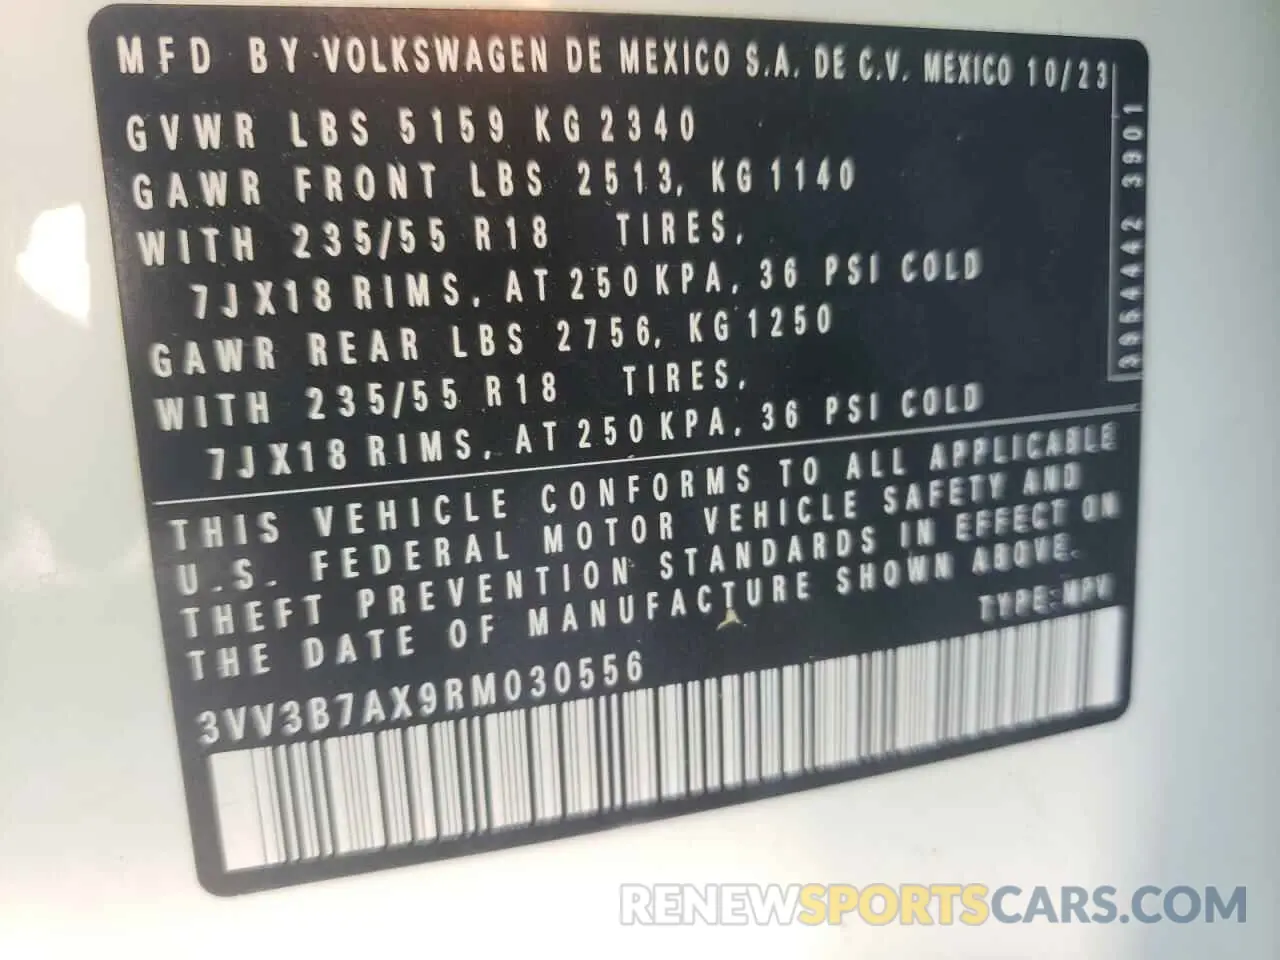 MFD BY VOLKSWAGEN DE MEXICO S.A. DE C.V. MEXICO 10/23
GVWR LBS 5159 KG 2340
GAWR FRONT LBS 2513, KG 1140
WITH 235/55 R18 TIRES,
7JX18 RIMS, AT 250 KPA, 36 PSI COLD
GAWR REAR LBS 2756, KG 1250
WITH 235/55 R18 TIRES,
7JX18 RIMS, AT 250 KPA, 36 PSI COLD
3901
THIS VEHICLE CONFORMS TO ALL APPLICABLE
U.S. FEDERAL MOTOR VEHICLE SAFETY AND
THEFT PREVENTION STANDARDS IN EFFECT ON
THE DATE OF MANUFACTURE SHOWN ABOVE.
TYPE: MPV
3VV3B7AX9RM030556
RENEWSPORTSCARS.COM